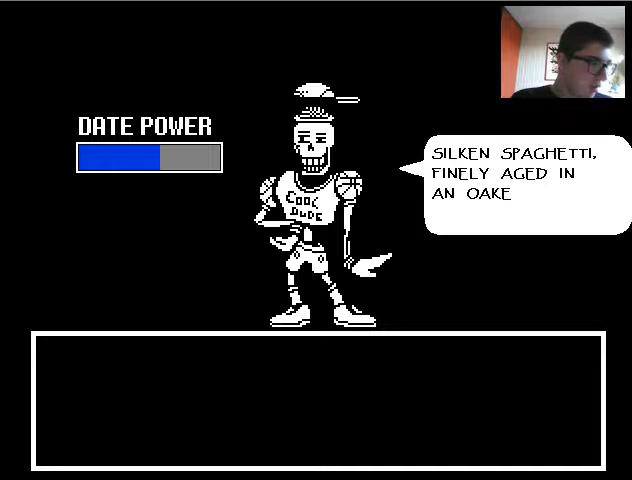 DATE POWER
SILKEN SPAGHETTI,
FINELY AGED IN
AN OAKE
COOL
DUDE